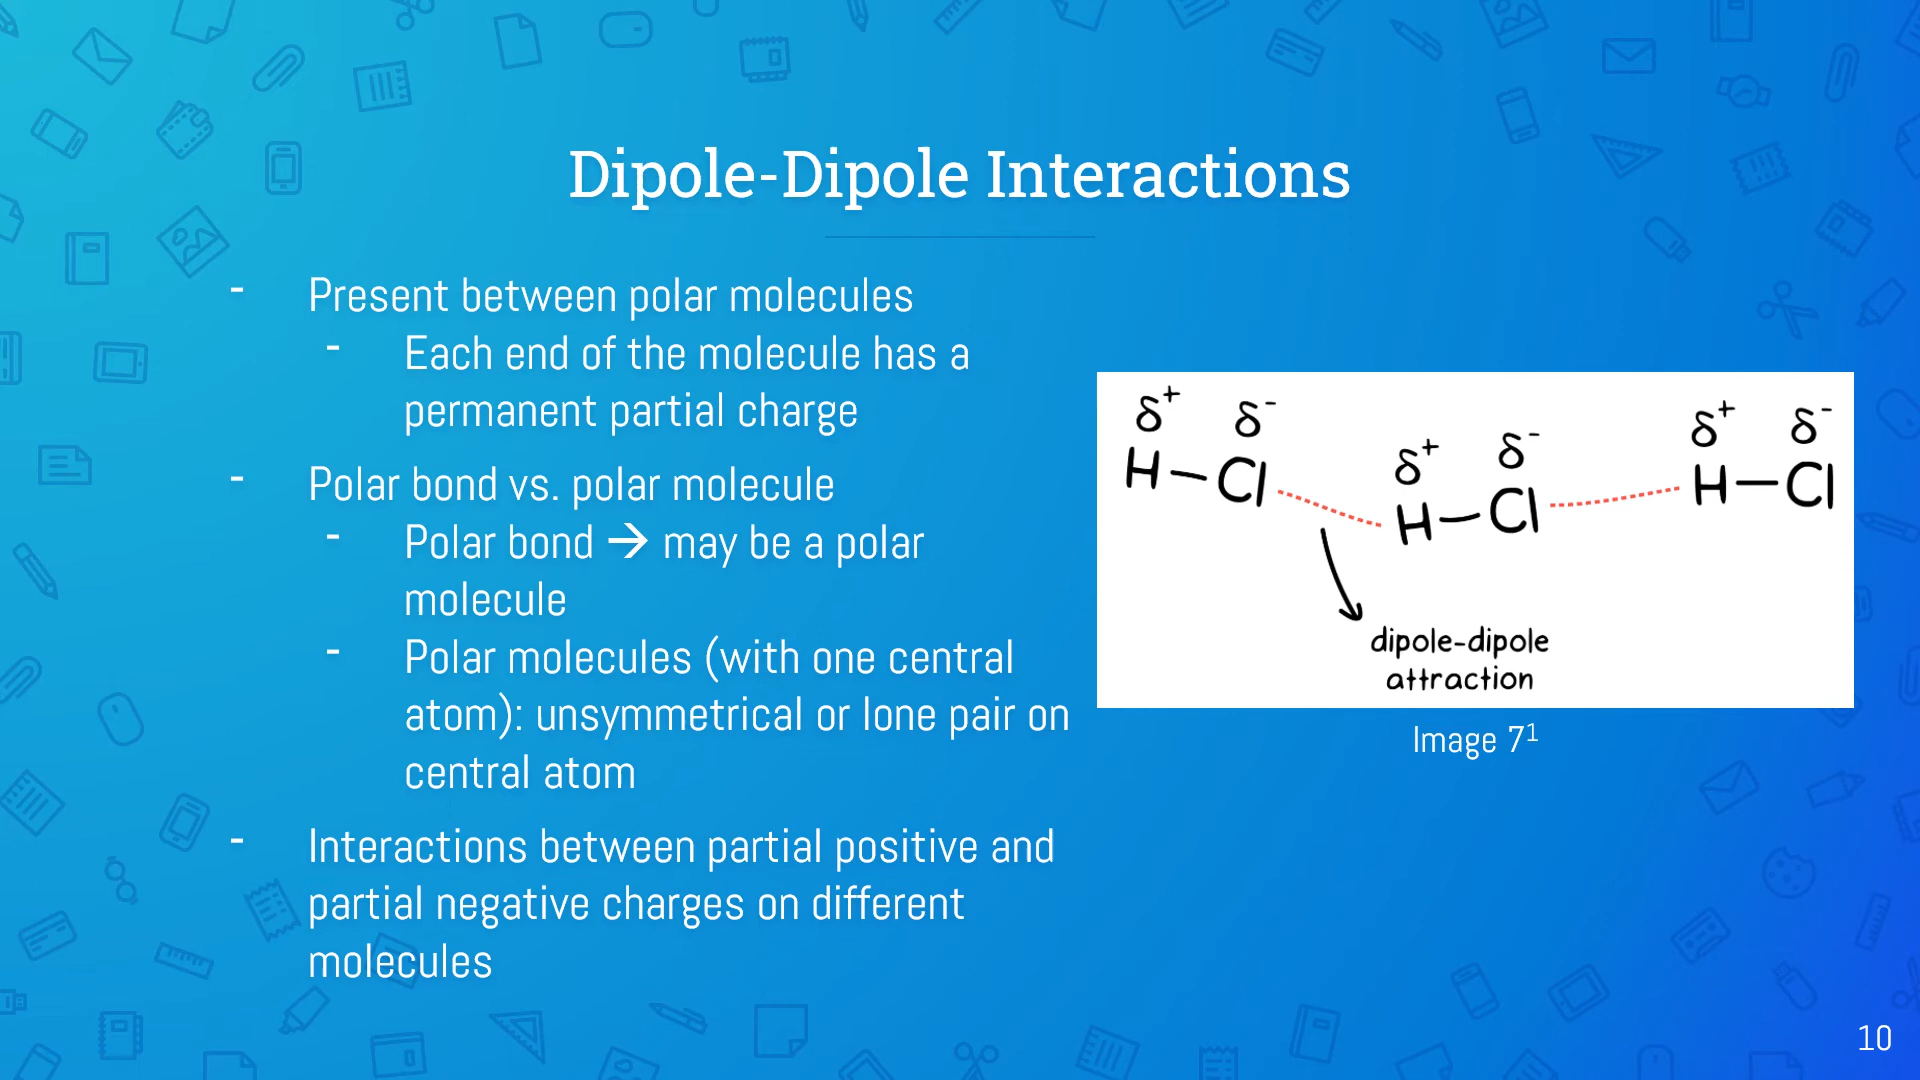 Dipole-Dipole Interactions
- Present between polar molecules
- Each end of the molecule has a
permanent partial charge
- Polar bond vs. polar molecule
- Polar bond → may be a polar
molecule
- Polar molecules (with one central
atom): unsymmetrical or lone pair on
central atom
- Interactions between partial positive and
partial negative charges on different
molecules
δ⁺ δ⁻
H – Cl
δ⁺ δ⁻
H – Cl
δ⁺ δ⁻
H – Cl
dipole-dipole
attraction
Image 7¹
10